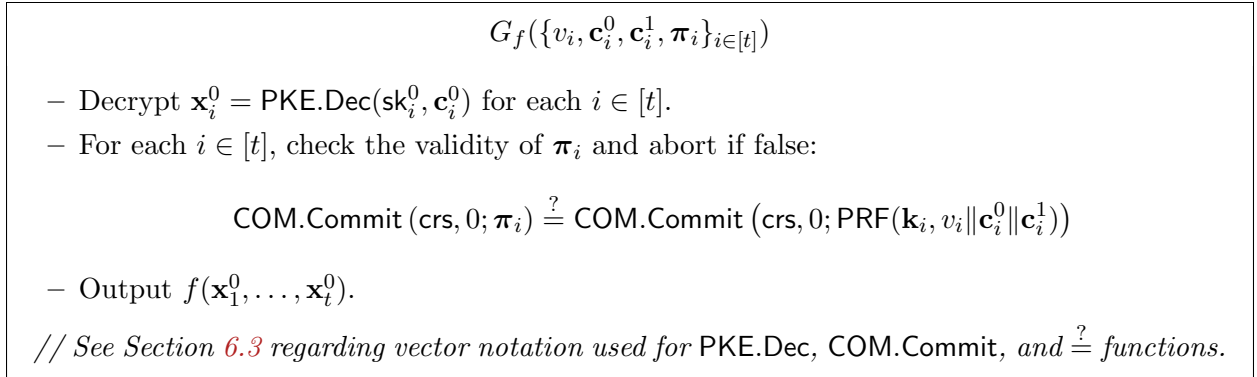 G_f({v_i, c_i^0, c_i^1, π_i}_{i∈[t]})
– Decrypt x_i^0 = PKE.Dec(sk_i^0, c_i^0) for each i ∈ [t].
– For each i ∈ [t], check the validity of π_i and abort if false:
COM.Commit (crs, 0; π_i) ≟ COM.Commit (crs, 0; PRF(k_i, v_i‖c_i^0‖c_i^1))
– Output f(x_1^0, . . . , x_t^0).
// See Section 6.3 regarding vector notation used for PKE.Dec, COM.Commit, and ≟ functions.